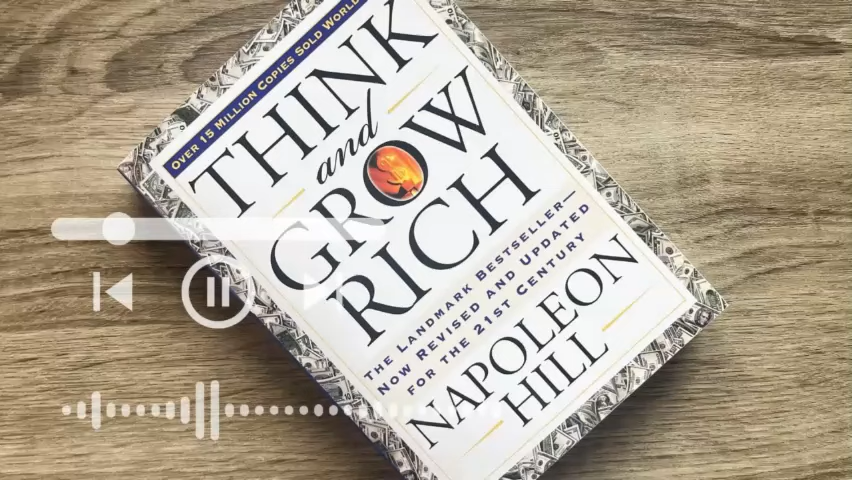 OVER 15 MILLION COPIES SOLD WORLD
THINK
and
GROW
RICH
THE LANDMARK BESTSELLER—
NOW REVISED AND UPDATED
FOR THE 21ST CENTURY
NAPOLEON
HILL